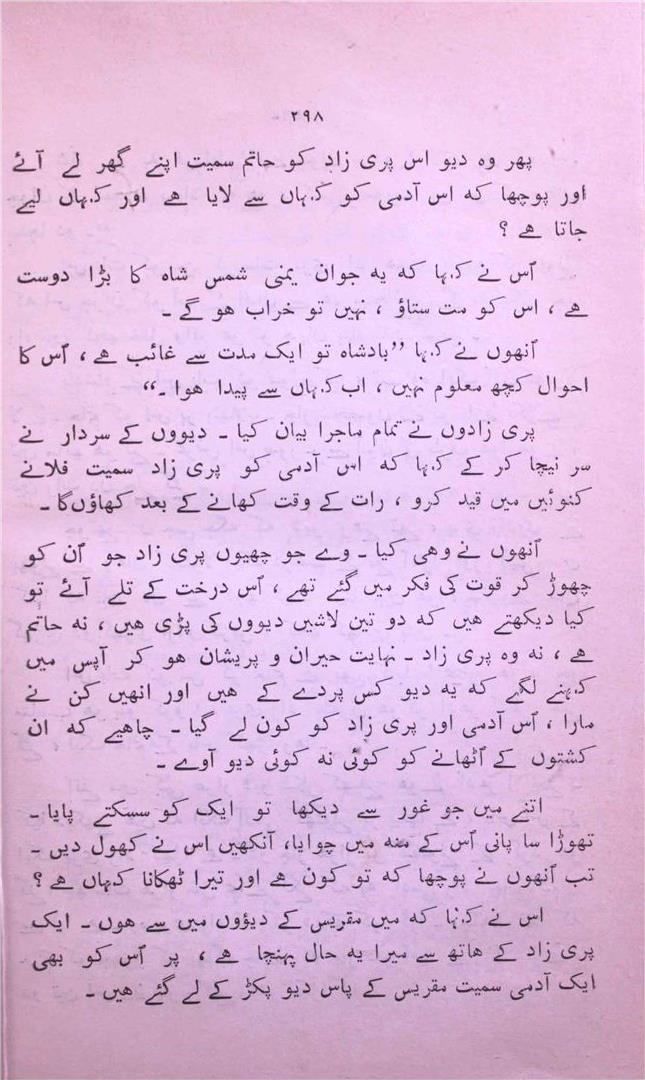 ۲۹۸
پھر وہ دیو اس پری زاد کو حاتم سمیت اپنے گھر لے آئے
اور پوچھا کہ اس آدمی کو کہاں سے لایا ہے اور کہاں لیے
جاتا ہے ؟
اُس نے کہا کہ یہ جوان یمنی شمس شاہ کا بڑا دوست
ہے ، اس کو مت ستاؤ ، نہیں تو خراب ہو گے ۔
اُنھوں نے کہا ’’بادشاہ تو ایک مدت سے غائب ہے ، اُس کا
احوال کچھ معلوم نہیں ، اب کہاں سے پیدا ہوا ۔‘‘
پری زادوں نے تمام ماجرا بیان کیا ۔ دیووں کے سردار نے
سر نیچا کر کے کہا کہ اس آدمی کو پری زاد سمیت فلانے
کنوئیں میں قید کرو ، رات کے وقت کھانے کے بعد کھاؤں گا ۔
اُنھوں نے وہی کیا ۔ وے جو چھیوں پری زاد جو اُن کو
چھوڑ کر قوت کی فکر میں گئے تھے ، اُس درخت کے تلے آئے تو
کیا دیکھتے ہیں کہ دو تین لاشیں دیووں کی پڑی ہیں ، نہ حاتم
ہے ، نہ وہ پری زاد ۔ نہایت حیران و پریشان ہو کر آپس میں
کہنے لگے کہ یہ دیو کس پردے کے ہیں اور انھیں کن نے
مارا ، اُس آدمی اور پری زاد کو کون لے گیا ۔ چاہیے کہ ان
کشتوں کے اُٹھانے کو کوئی نہ کوئی دیو آوے ۔
اتنے میں جو غور سے دیکھا تو ایک کو سسکتے پایا ۔
تھوڑا سا پانی اُس کے منہ میں چوایا، آنکھیں اس نے کھول دیں ۔
تب اُنھوں نے پوچھا کہ تو کون ہے اور تیرا ٹھکانا کہاں ہے ؟
اس نے کہا کہ میں مقریس کے دیؤوں میں سے ہوں ۔ ایک
پری زاد کے ہاتھ سے میرا یہ حال پہنچا ہے ، پر اُس کو بھی
ایک آدمی سمیت مقریس کے پاس دیو پکڑ کے لے گئے ہیں ۔